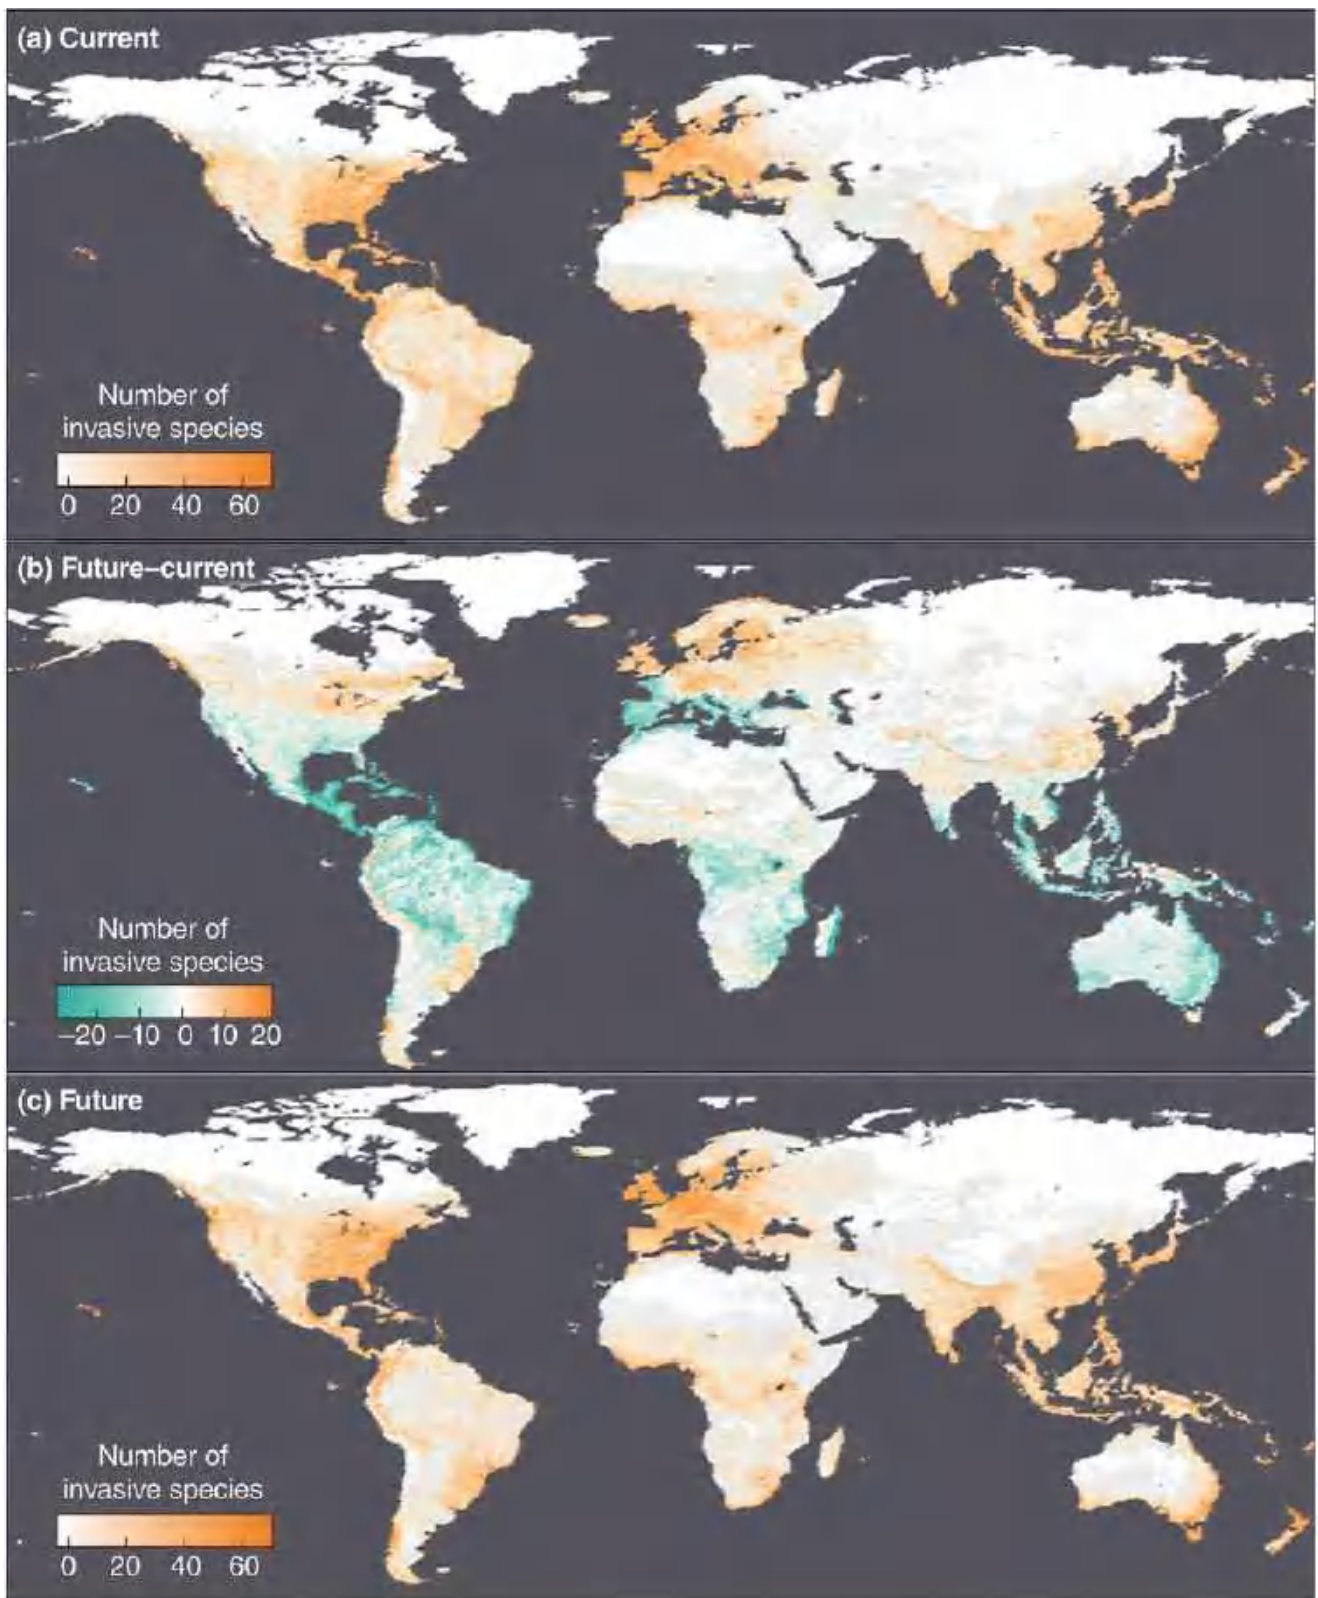 (a) Current
Number of
invasive species
0 20 40 60
(b) Future–current
Number of
invasive species
–20 –10 0 10 20
(c) Future
Number of
invasive species
0 20 40 60